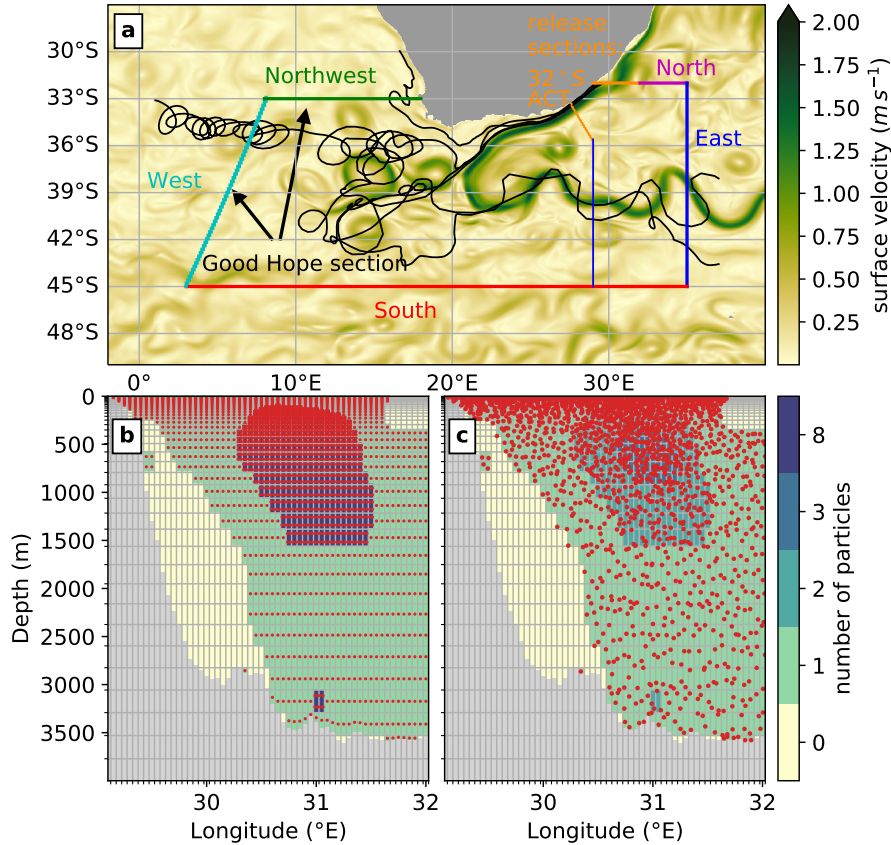 a
30°S
33°S
36°S
39°S
42°S
45°S
48°S
release
sections:
32°S
ACT
Northwest
North
East
West
Good Hope section
South
0°
10°E
20°E
30°E
2.00
1.75
1.50
1.25
1.00
0.75
0.50
0.25
surface velocity (m s⁻¹)
b
0
500
1000
1500
2000
2500
3000
3500
Depth (m)
30
31
32
Longitude (°E)
c
30
31
32
Longitude (°E)
8
3
2
1
0
number of particles